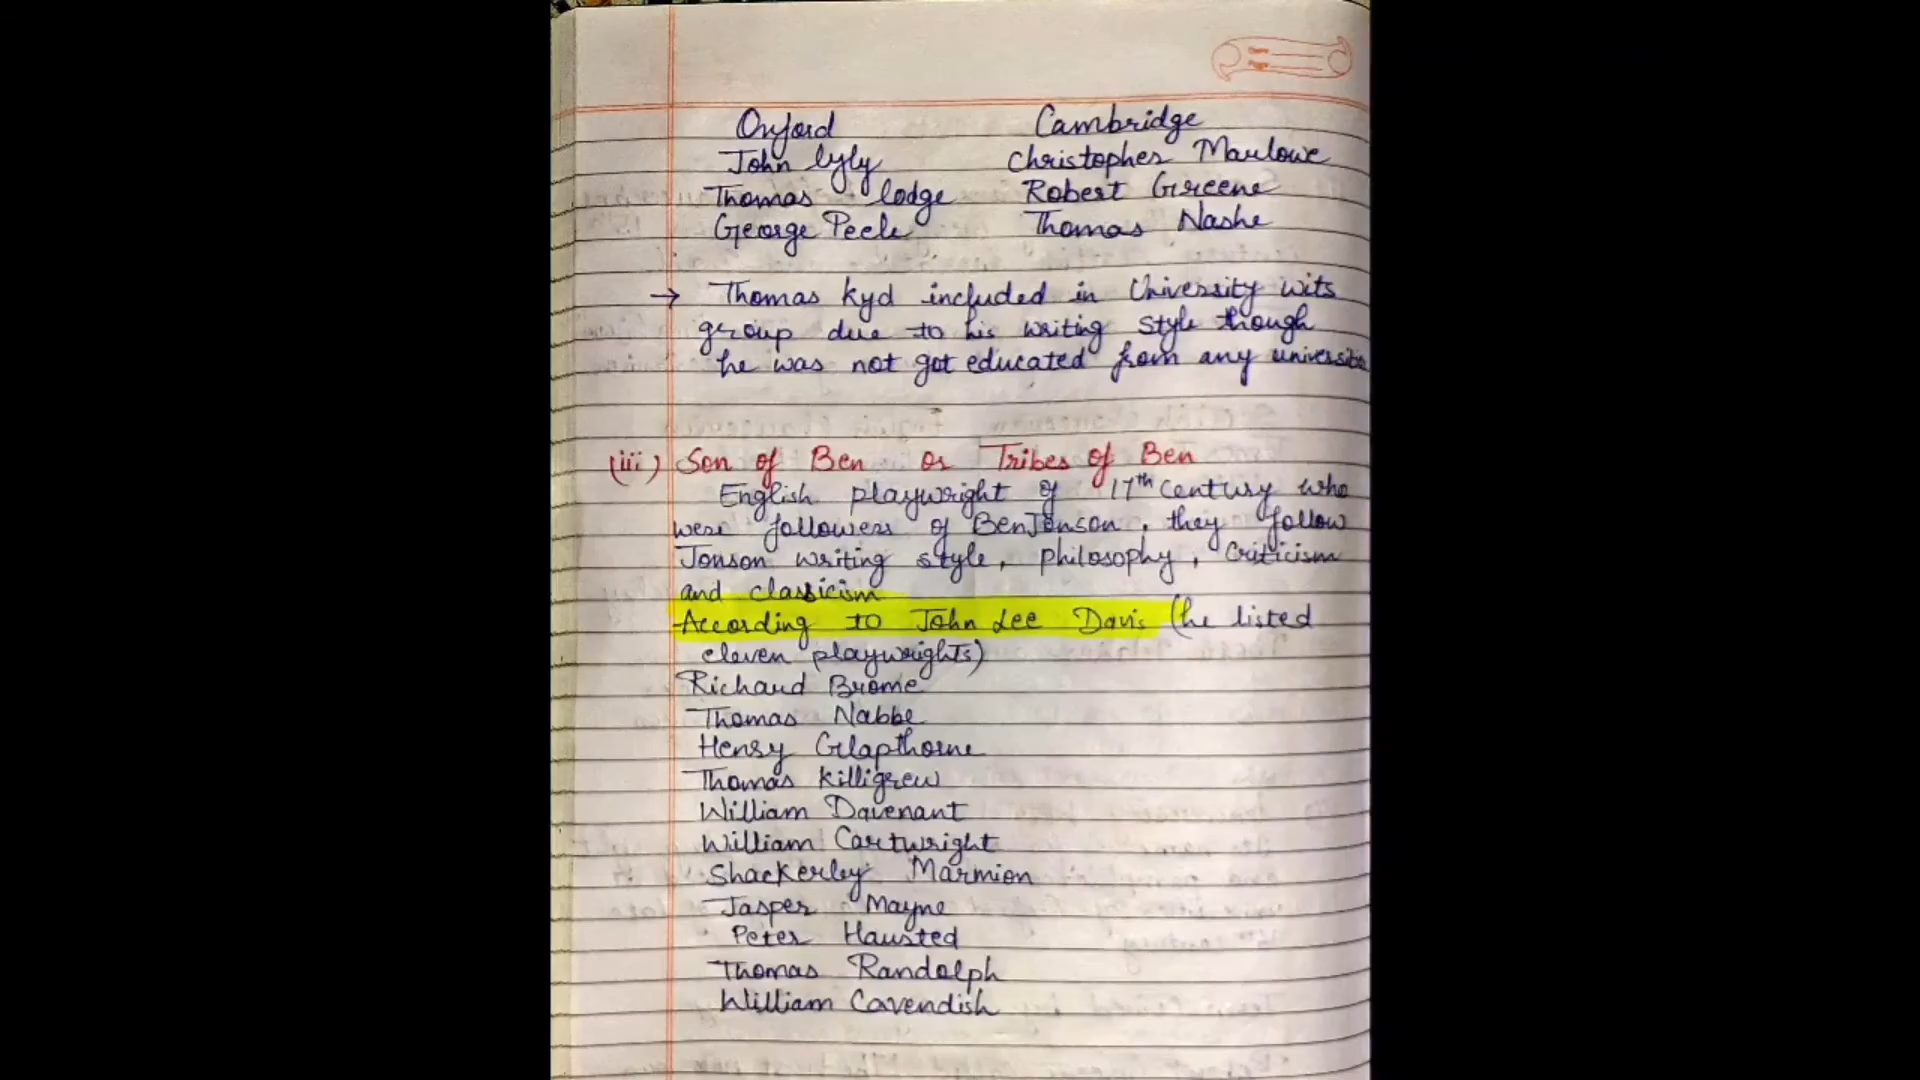 Oxford Cambridge
John lyly Christopher Marlowe
Thomas lodge Robert Greene
George Peele Thomas Nashe
→ Thomas Kyd included in University wits
group due to his writing style though
he was not got educated from any
(iii) Son of Ben or Tribes of Ben
English playwright of 17th century who
were followers of BenJonson, they follow
Jonson writing style, philosophy, criticism
and classicism
According to John Lee Davis (he listed
eleven playwrights)
Richard Brome
Thomas Nabbe
Henry Glapthorne
Thomas Killigrew
William Davenant
William Cartwright
Shackerley Marmion
Jasper Mayne
Peter Hausted
Thomas Randolph
William Cavendish